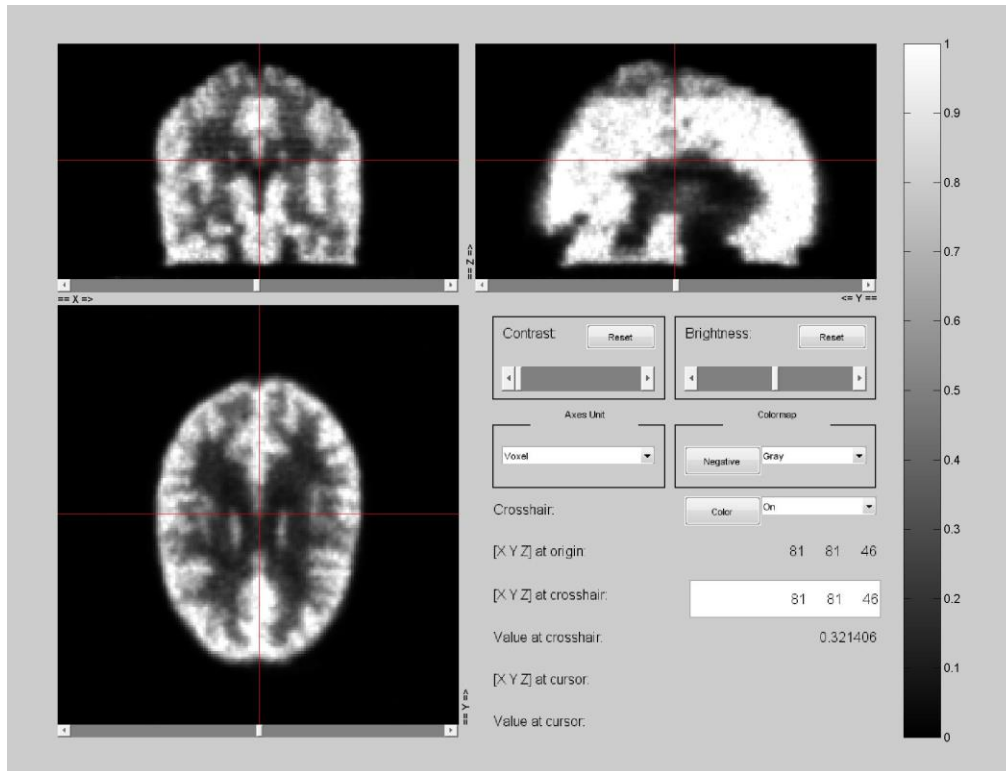 == Z =>
== X =>
<= Y ==
== Y =>
Contrast:
Reset
Brightness:
Reset
Axes Unit
Colormap
Voxel
Negative
Gray
Crosshair:
Color
On
[X Y Z] at origin:
81 81 46
[X Y Z] at crosshair:
81 81 46
Value at crosshair:
0.321406
[X Y Z] at cursor:
Value at cursor:
1
0.9
0.8
0.7
0.6
0.5
0.4
0.3
0.2
0.1
0